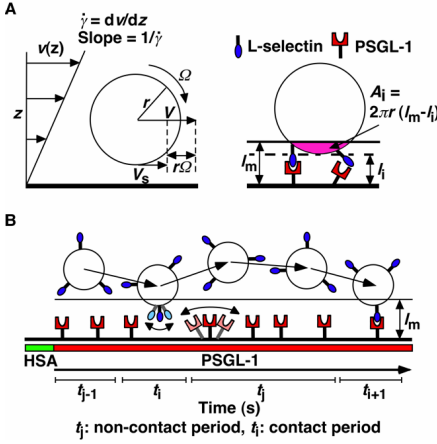 A
γ̇ = dv/dz
Slope = 1/γ̇
v(z)
z
Ω
r
V
Vs
rΩ
L-selectin
PSGL-1
Ai =
2πr (lm-li)
lm
li
B
lm
HSA
PSGL-1
tj-1
ti
tj
ti+1
Time (s)
tj: non-contact period, ti: contact period